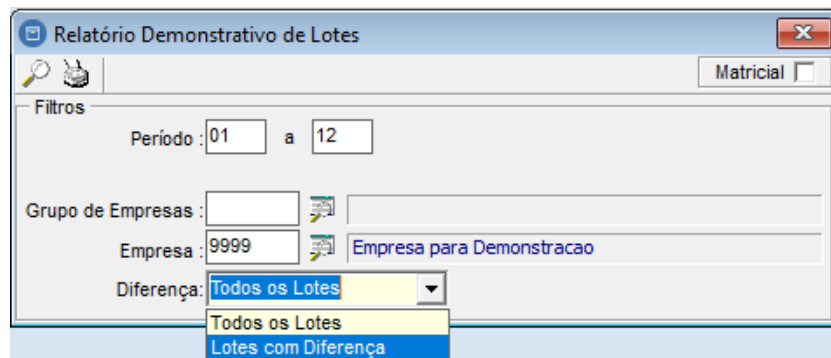 Relatório Demonstrativo de Lotes
Matricial
Filtros
Período : 01 a 12
Grupo de Empresas :
Empresa : 9999 Empresa para Demonstracao
Diferença: Todos os Lotes
Todos os Lotes
Lotes com Diferença